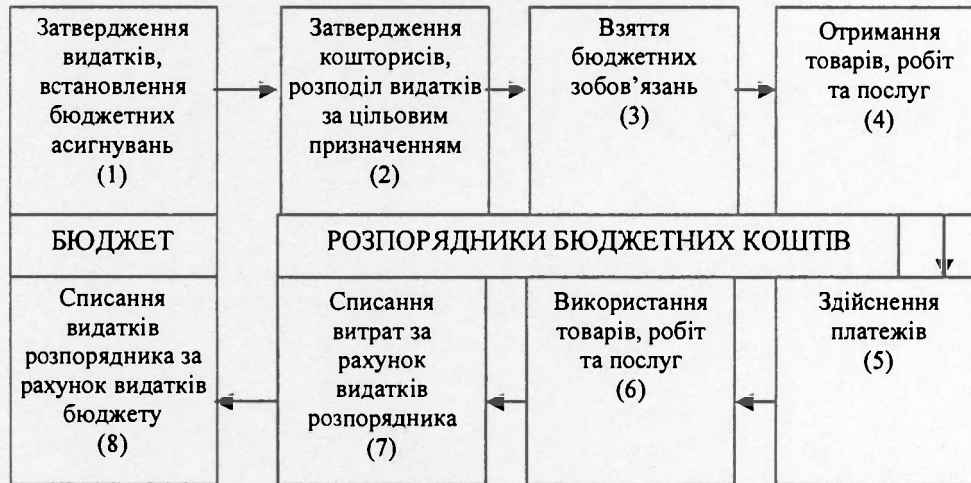 Затвердження
видатків,
встановлення
бюджетних
асигнувань
(1)
Затвердження
кошторисів,
розподіл видатків
за цільовим
призначенням
(2)
Взяття
бюджетних
зобов’язань
(3)
Отримання
товарів, робіт
та послуг
(4)
БЮДЖЕТ
РОЗПОРЯДНИКИ БЮДЖЕТНИХ КОШТІВ
Списання
видатків
розпорядника за
рахунок видатків
бюджету
(8)
Списання
витрат за
рахунок
видатків
розпорядника
(7)
Використання
товарів, робіт
та послуг
(6)
Здійснення
платежів
(5)